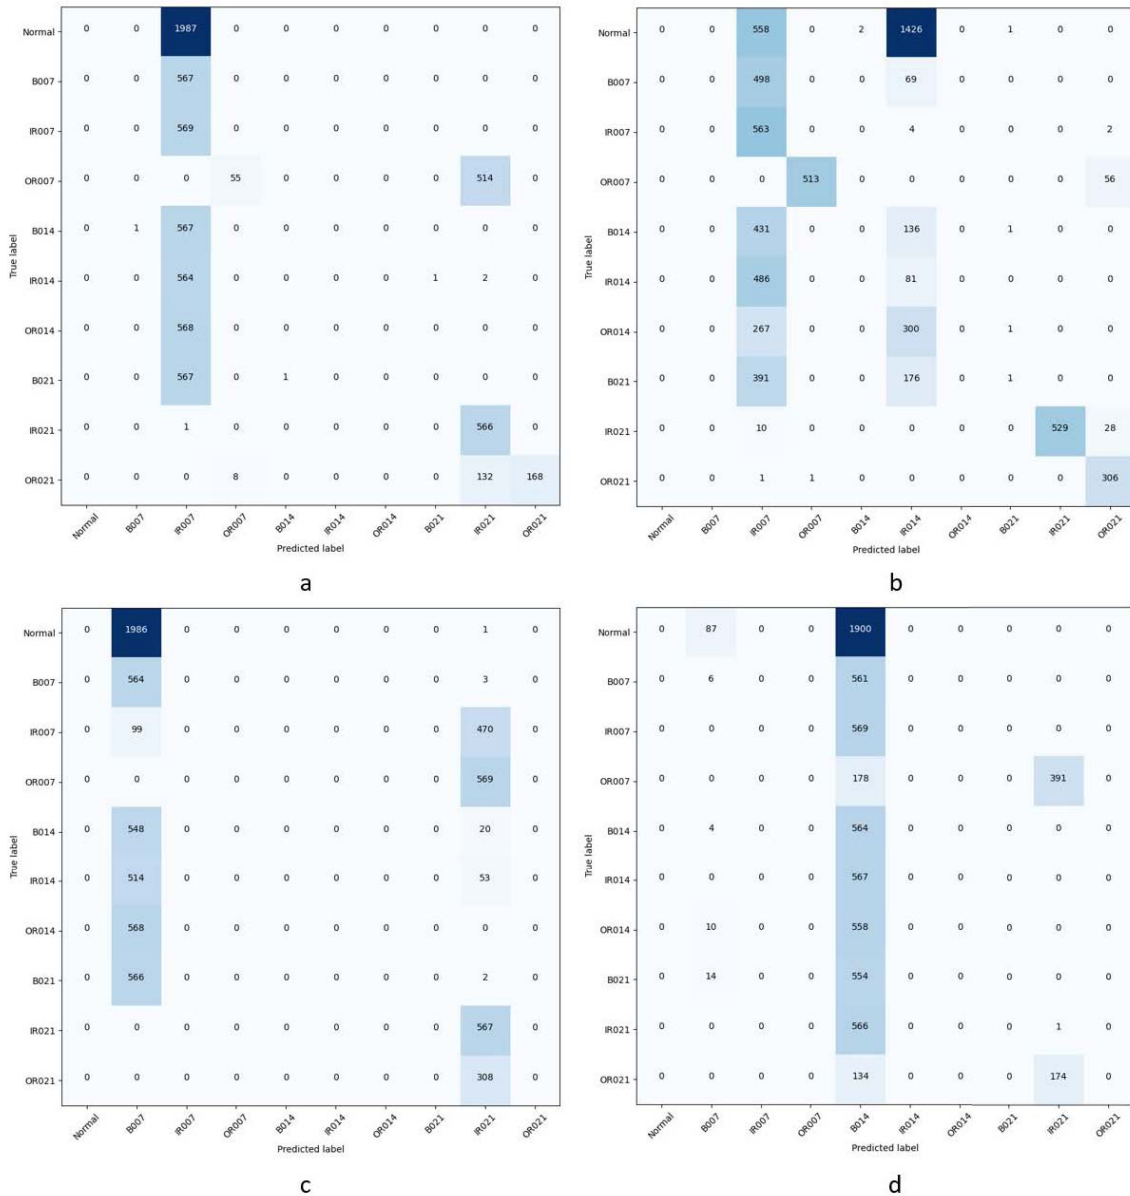 Normal 0 0 1987 0 0 0 0 0 0 0
B007 0 0 567 0 0 0 0 0 0 0
IR007 0 0 569 0 0 0 0 0 0 0
OR007 0 0 0 55 0 0 0 0 514 0
B014 0 1 567 0 0 0 0 0 0 0
IR014 0 0 564 0 0 0 0 1 2 0
OR014 0 0 568 0 0 0 0 0 0 0
B021 0 0 567 0 1 0 0 0 0 0
IR021 0 0 1 0 0 0 0 0 566 0
OR021 0 0 0 8 0 0 0 0 132 168
True label
Normal B007 IR007 OR007 B014 IR014 OR014 B021 IR021 OR021
Predicted label
a
Normal 0 0 558 0 2 1426 0 1 0 0
B007 0 0 498 0 0 69 0 0 0 0
IR007 0 0 563 0 0 4 0 0 0 2
OR007 0 0 0 513 0 0 0 0 0 56
B014 0 0 431 0 0 136 0 1 0 0
IR014 0 0 486 0 0 81 0 0 0 0
OR014 0 0 267 0 0 300 0 1 0 0
B021 0 0 391 0 0 176 0 1 0 0
IR021 0 0 10 0 0 0 0 0 529 28
OR021 0 0 1 1 0 0 0 0 0 306
True label
Normal B007 IR007 OR007 B014 IR014 OR014 B021 IR021 OR021
Predicted label
b
Normal 0 1986 0 0 0 0 0 0 1 0
B007 0 564 0 0 0 0 0 0 3 0
IR007 0 99 0 0 0 0 0 0 470 0
OR007 0 0 0 0 0 0 0 0 569 0
B014 0 548 0 0 0 0 0 0 20 0
IR014 0 514 0 0 0 0 0 0 53 0
OR014 0 568 0 0 0 0 0 0 0 0
B021 0 566 0 0 0 0 0 0 2 0
IR021 0 0 0 0 0 0 0 0 567 0
OR021 0 0 0 0 0 0 0 0 308 0
True label
Normal B007 IR007 OR007 B014 IR014 OR014 B021 IR021 OR021
Predicted label
c
Normal 0 87 0 0 1900 0 0 0 0 0
B007 0 6 0 0 561 0 0 0 0 0
IR007 0 0 0 0 569 0 0 0 0 0
OR007 0 0 0 0 178 0 0 0 391 0
B014 0 4 0 0 564 0 0 0 0 0
IR014 0 0 0 0 567 0 0 0 0 0
OR014 0 10 0 0 558 0 0 0 0 0
B021 0 14 0 0 554 0 0 0 0 0
IR021 0 0 0 0 566 0 0 0 1 0
OR021 0 0 0 0 134 0 0 0 174 0
True label
Normal B007 IR007 OR007 B014 IR014 OR014 B021 IR021 OR021
Predicted label
d